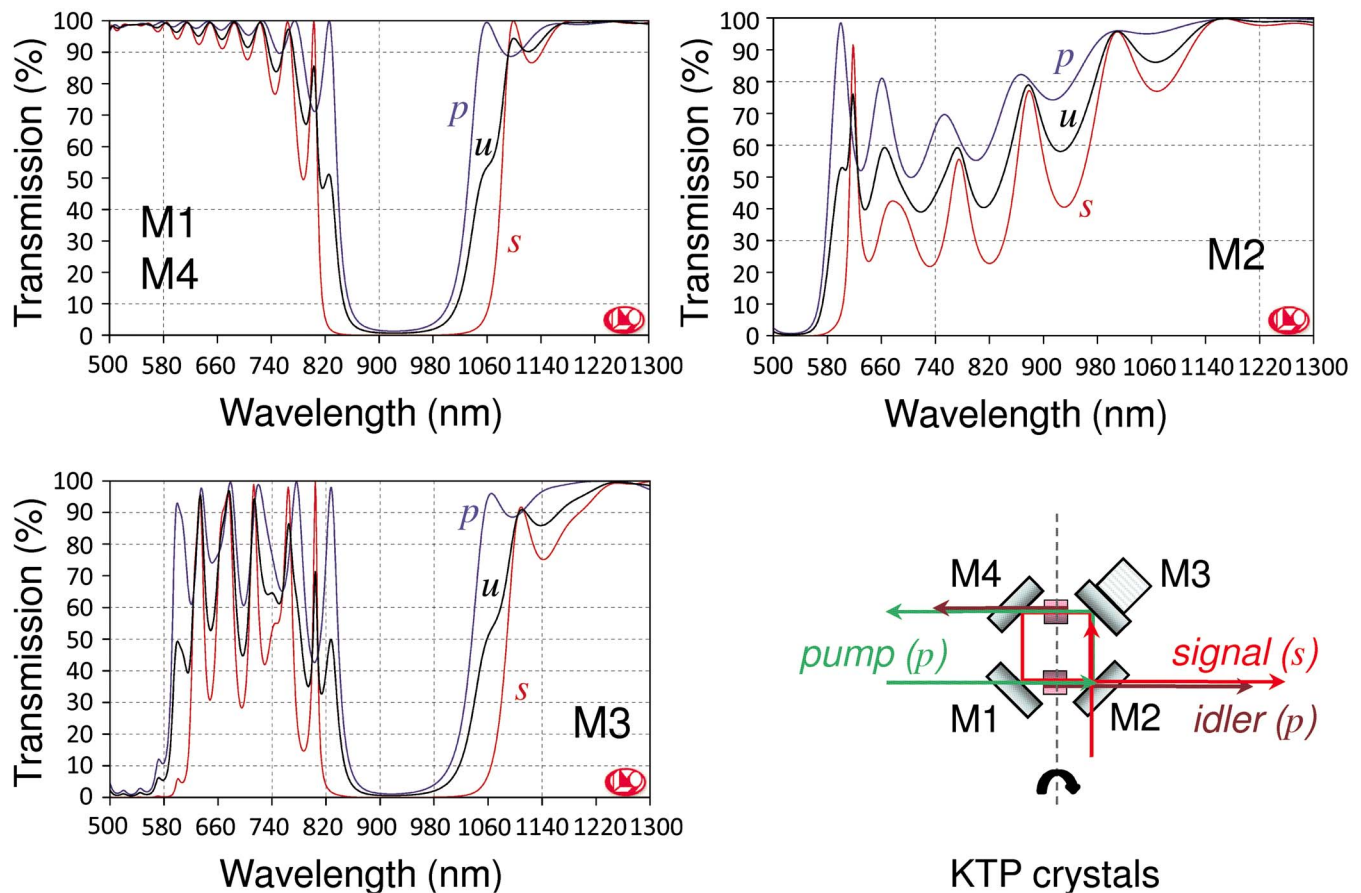 Transmission (%)
100
90
80
70
60
50
40
30
20
10
0
p
u
s
M1
M4
500 580 660 740 820 900 980 1060 1140 1220 1300
Wavelength (nm)
Transmission (%)
100
90
80
70
60
50
40
30
20
10
0
p
u
s
M2
500 580 660 740 820 900 980 1060 1140 1220 1300
Wavelength (nm)
Transmission (%)
100
90
80
70
60
50
40
30
20
10
0
p
u
s
M3
500 580 660 740 820 900 980 1060 1140 1220 1300
Wavelength (nm)
M4 M3
pump (p) signal (s)
M1 M2 idler (p)
KTP crystals